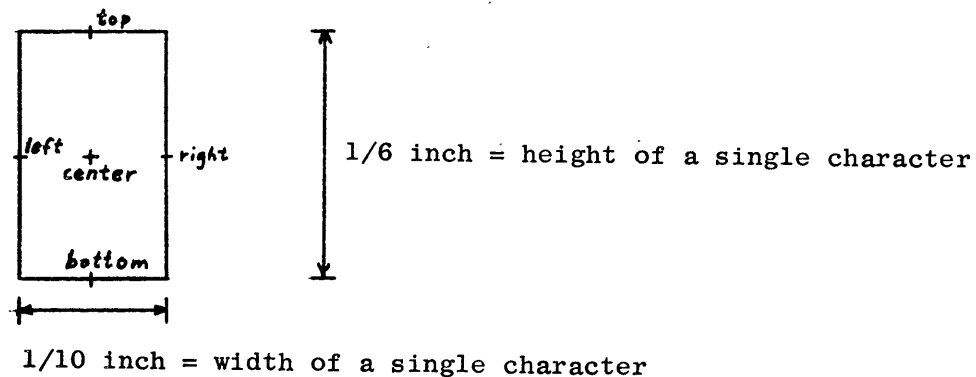 top
left
center
right
1/6 inch = height of a single character
bottom
1/10 inch = width of a single character